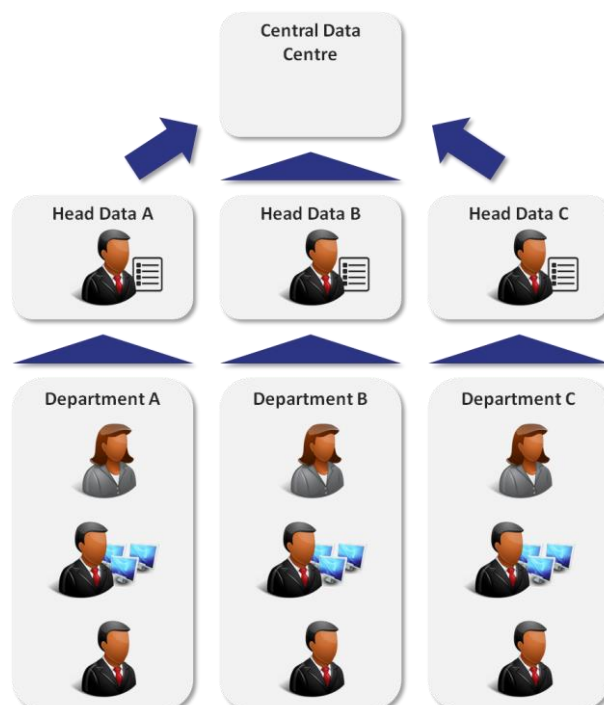 Central Data
Centre
Head Data A
Head Data B
Head Data C
Department A
Department B
Department C